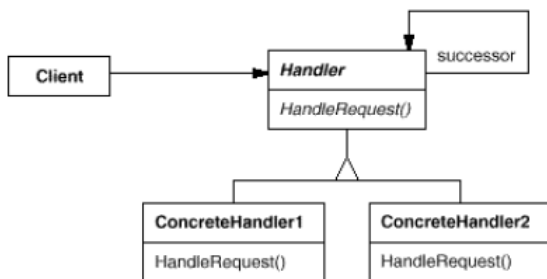 successor
Client
Handler
HandleRequest()
ConcreteHandler1
ConcreteHandler2
HandleRequest()
HandleRequest()